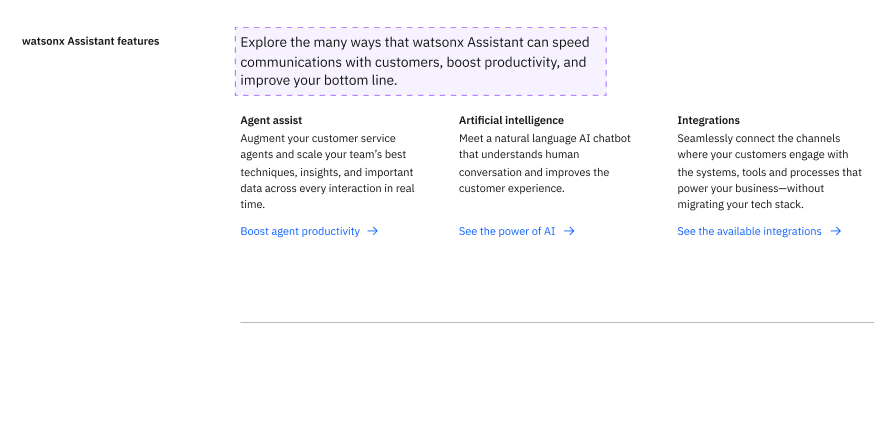 watsonx Assistant features
Explore the many ways that watsonx Assistant can speed
communications with customers, boost productivity, and
improve your bottom line.
Agent assist
Augment your customer service
agents and scale your team's best
techniques, insights, and important
data across every interaction in real
time.
Boost agent productivity →
Artificial intelligence
Meet a natural language AI chatbot
that understands human
conversation and improves the
customer experience.
See the power of AI →
Integrations
Seamlessly connect the channels
where your customers engage with
the systems, tools and processes that
power your business—without
migrating your tech stack.
See the available integrations →